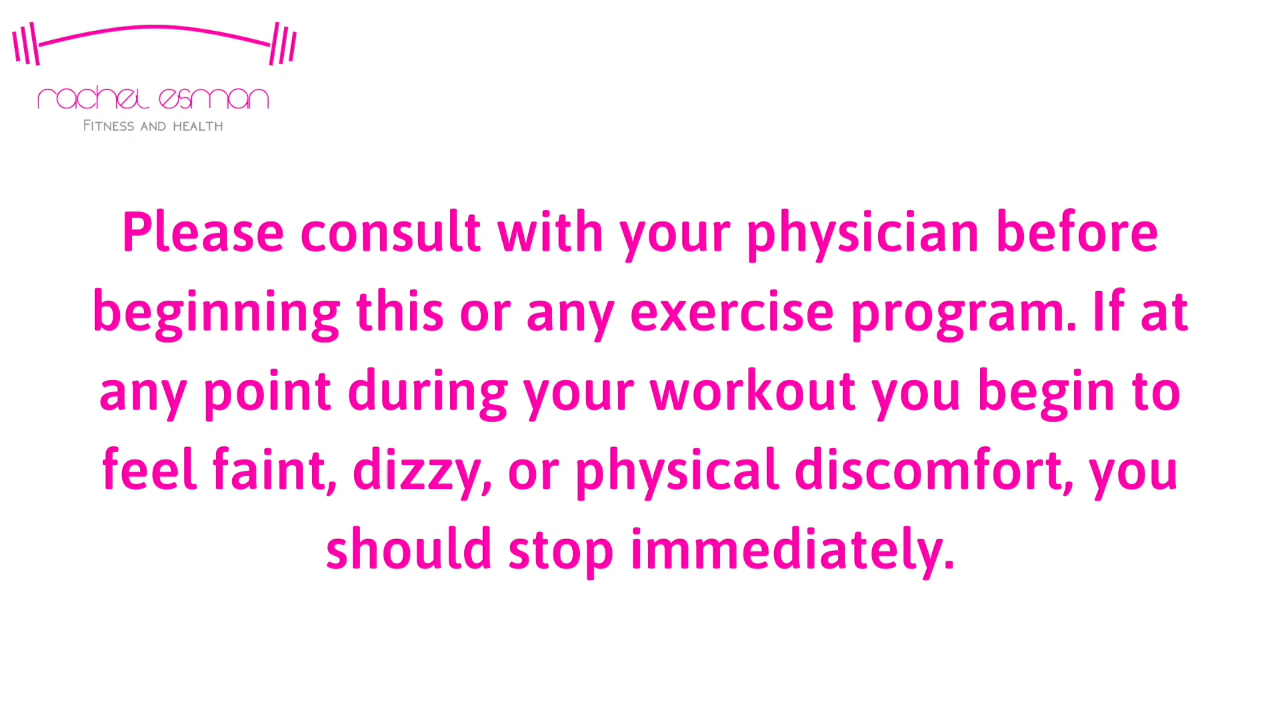 rachel esman
Fitness and health
Please consult with your physician before
beginning this or any exercise program. If at
any point during your workout you begin to
feel faint, dizzy, or physical discomfort, you
should stop immediately.